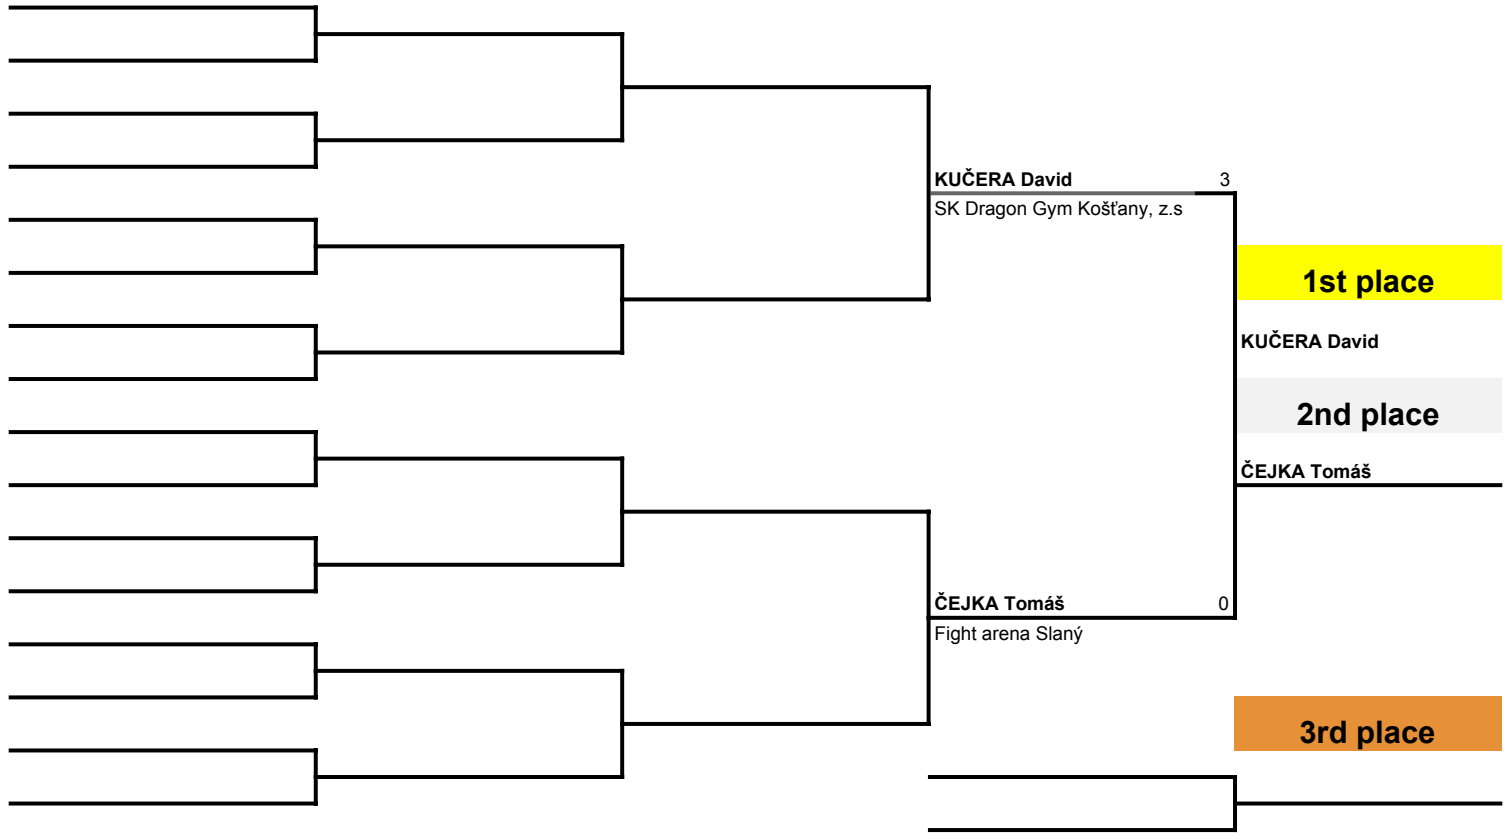 KUČERA David 3
SK Dragon Gym Košťany, z.s
1st place
KUČERA David
2nd place
ČEJKA Tomáš
ČEJKA Tomáš 0
Fight arena Slaný
3rd place